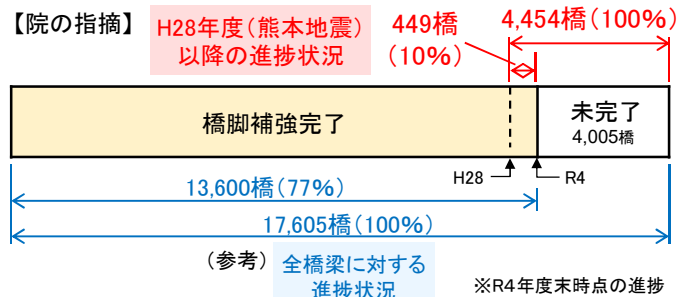 【院の指摘】
H28年度（熊本地震）
以降の進捗状況
449橋
（10％）
4,454橋（100％）
橋脚補強完了
未完了
4,005橋
H28
R4
13,600橋（77％）
17,605橋（100％）
（参考）
全橋梁に対する
進捗状況
※R4年度末時点の進捗